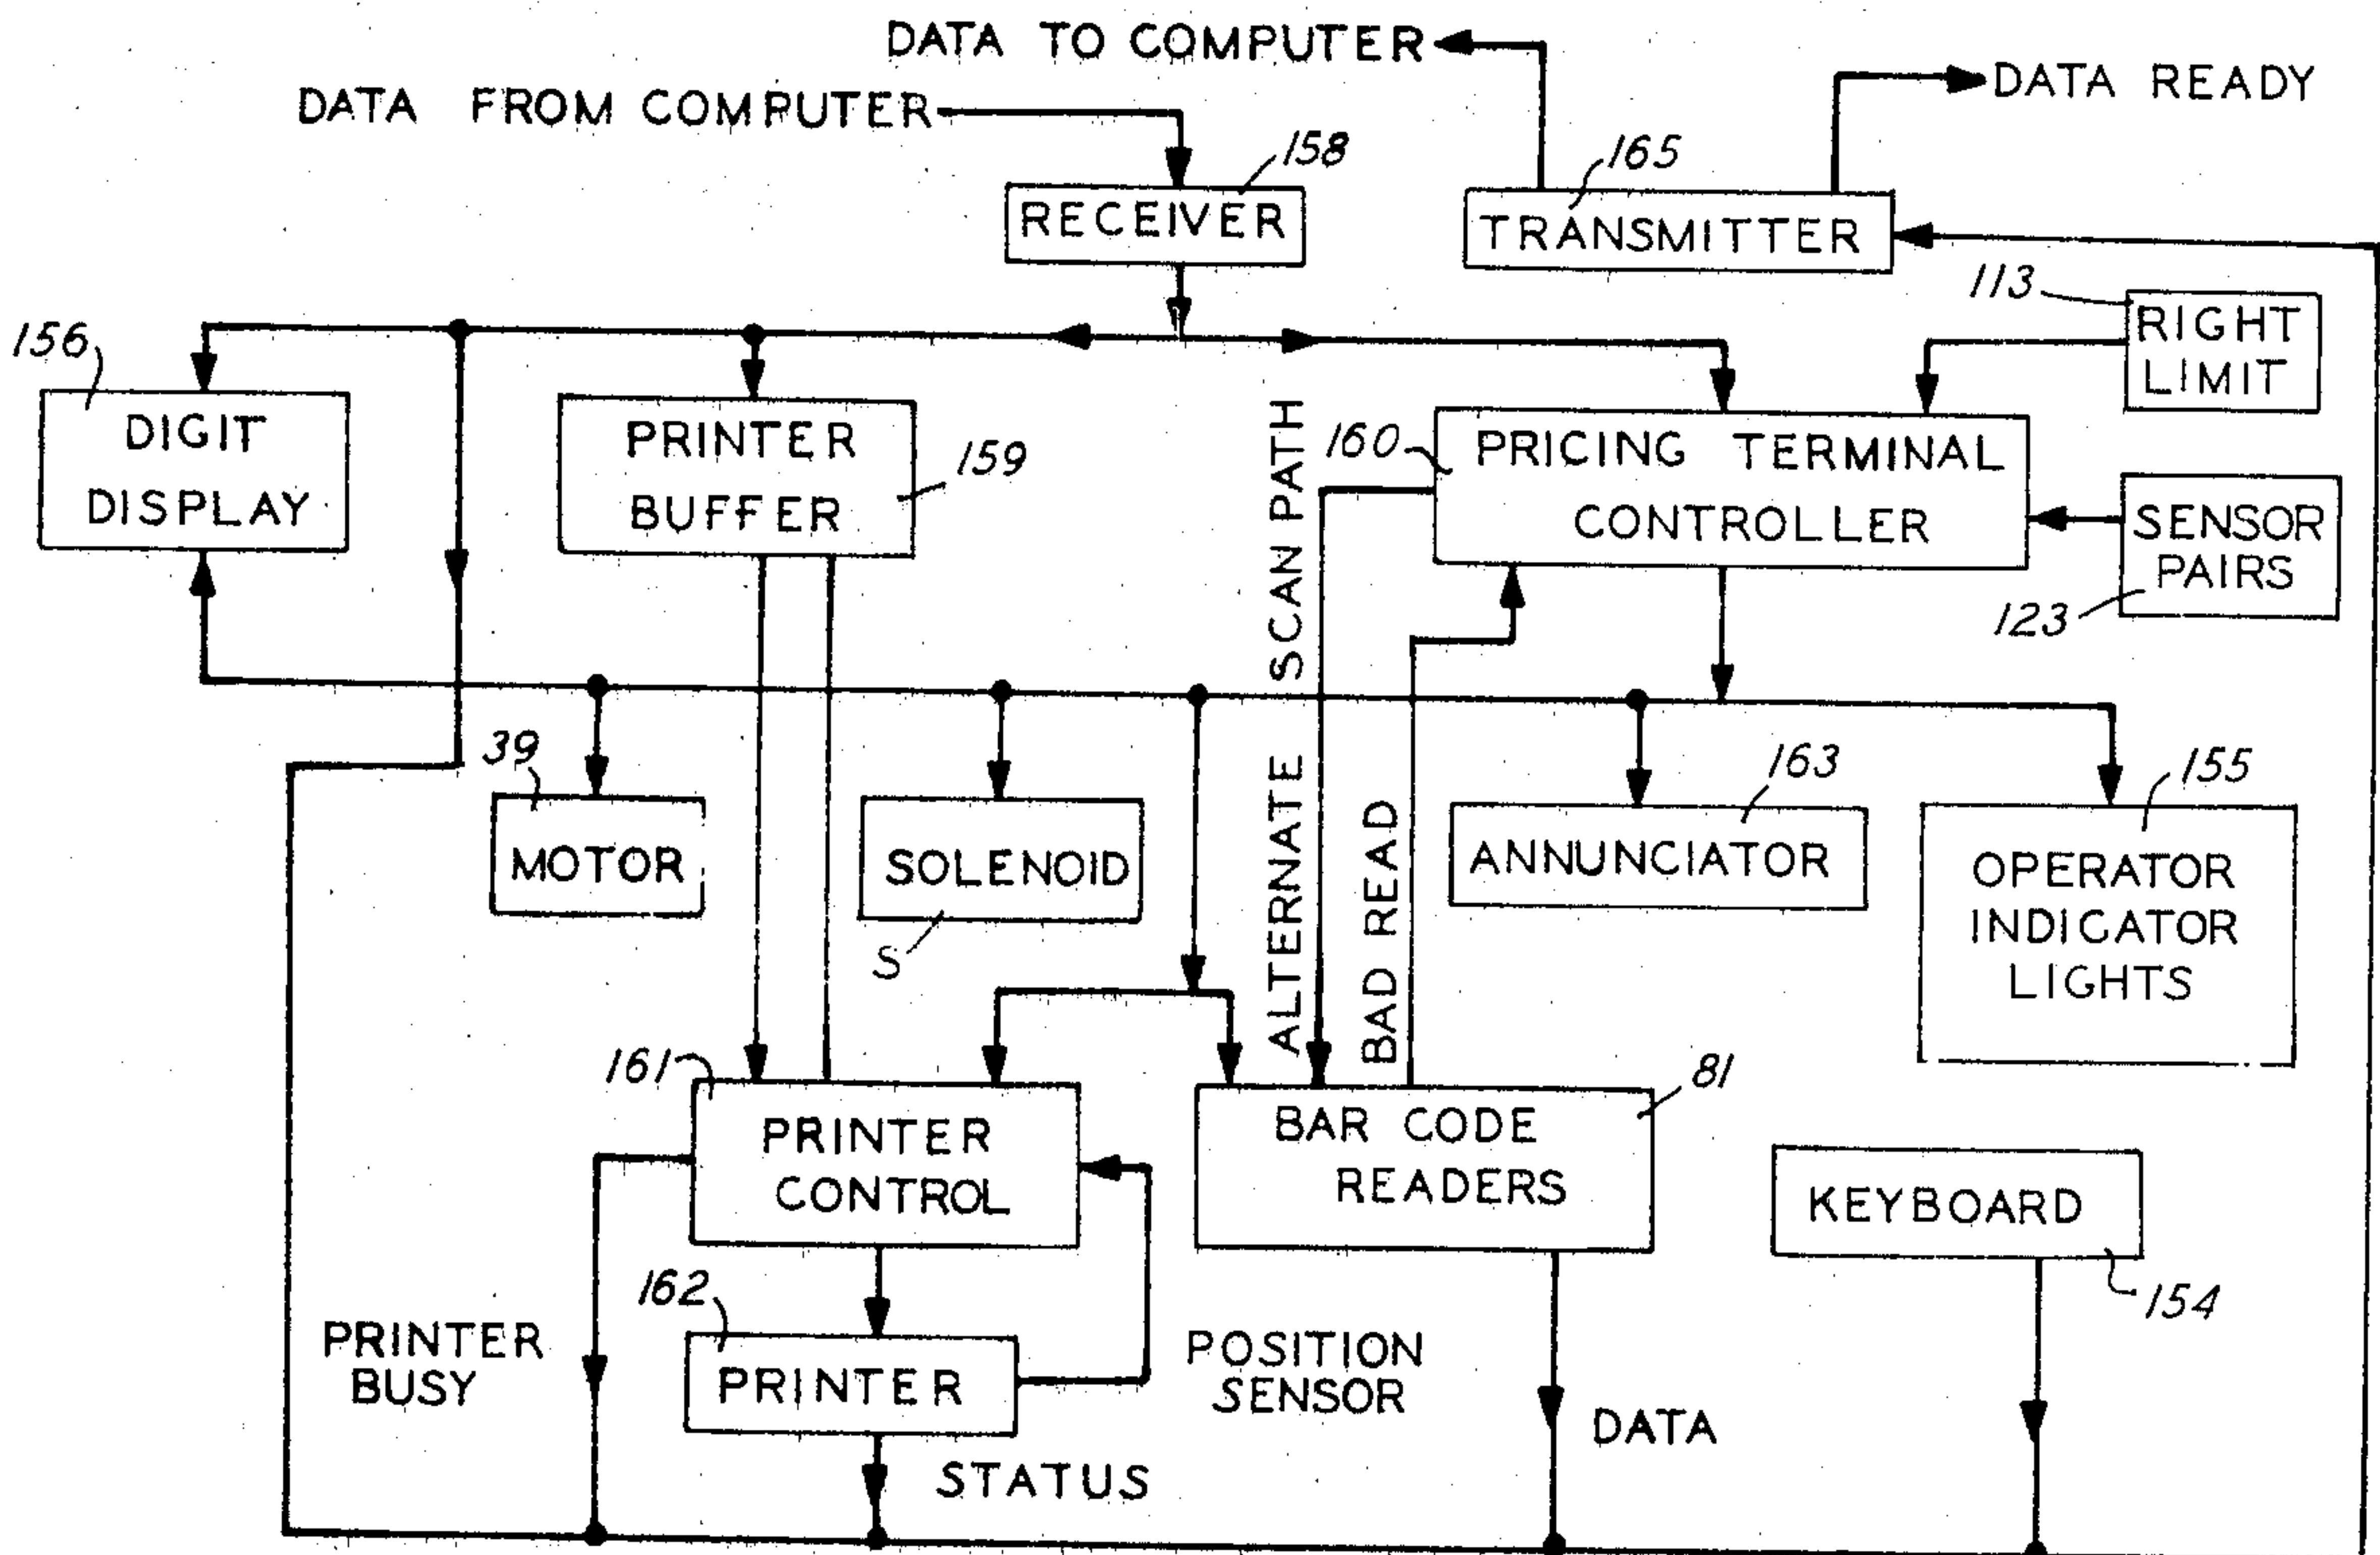 DATA TO COMPUTER
DATA READY
DATA FROM COMPUTER
158
165
RECEIVER
TRANSMITTER
113
RIGHT
LIMIT
156
DIGIT
DISPLAY
PRINTER
BUFFER
159
160
PRICING TERMINAL
CONTROLLER
SENSOR
PAIRS
123
ALTERNATE SCAN PATH
BAD READ
39
MOTOR
SOLENOID
S
163
ANNUNCIATOR
155
OPERATOR
INDICATOR
LIGHTS
161
PRINTER
CONTROL
81
BAR CODE
READERS
KEYBOARD
154
162
PRINTER
PRINTER
BUSY
POSITION
SENSOR
STATUS
DATA